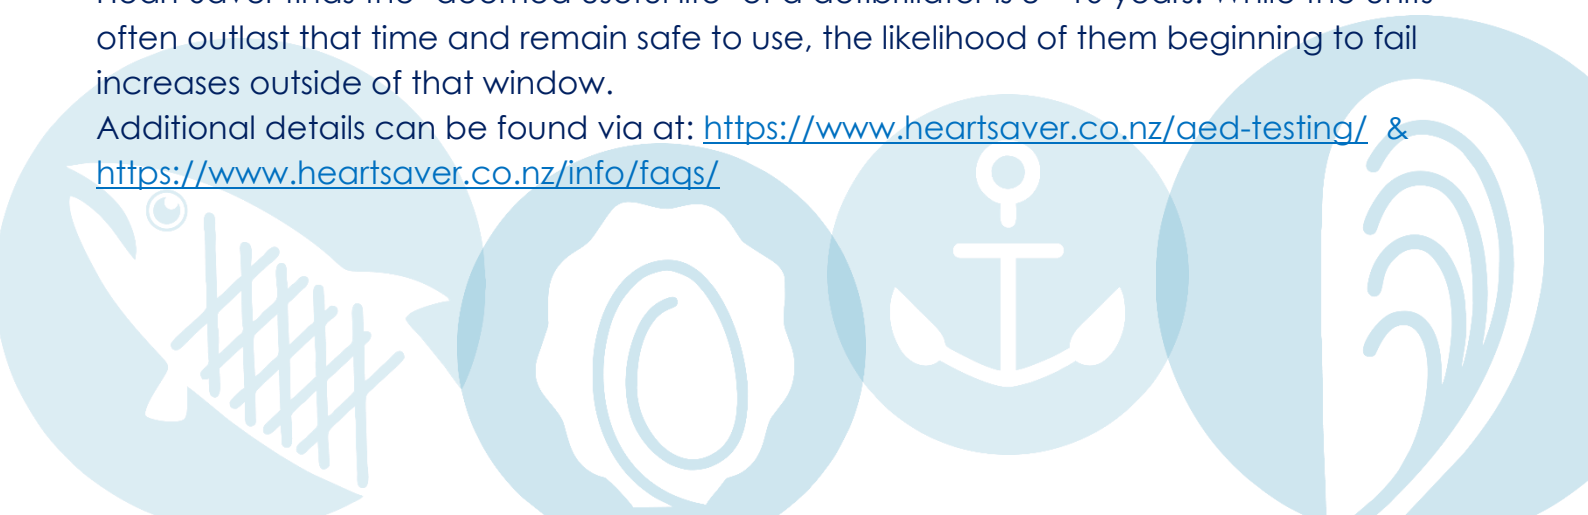 often outlast that time and remain safe to use, the likelihood of them beginning to fail
increases outside of that window.
Additional details can be found via at: https://www.heartsaver.co.nz/aed-testing/ &
https://www.heartsaver.co.nz/info/faqs/